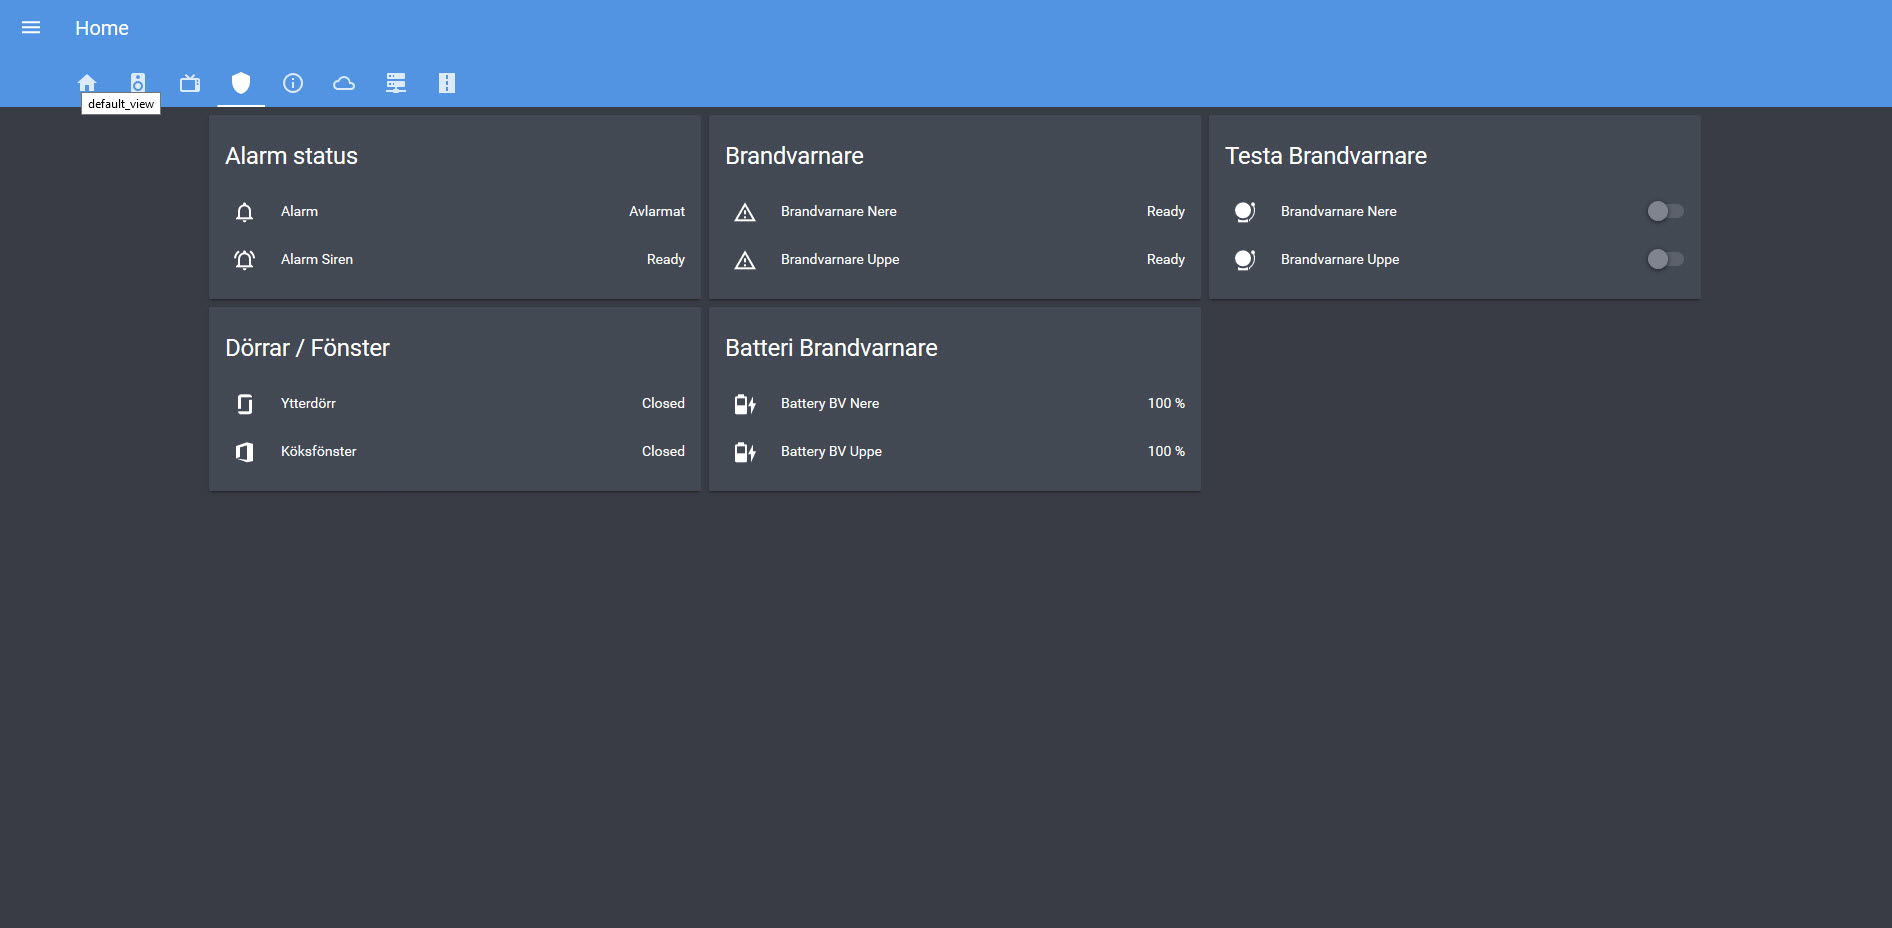 Home
default_view
Alarm status
Alarm Avlarmat
Alarm Siren Ready
Brandvarnare
Brandvarnare Nere Ready
Brandvarnare Uppe Ready
Testa Brandvarnare
Brandvarnare Nere
Brandvarnare Uppe
Dörrar / Fönster
Ytterdörr Closed
Köksfönster Closed
Batteri Brandvarnare
Battery BV Nere 100 %
Battery BV Uppe 100 %